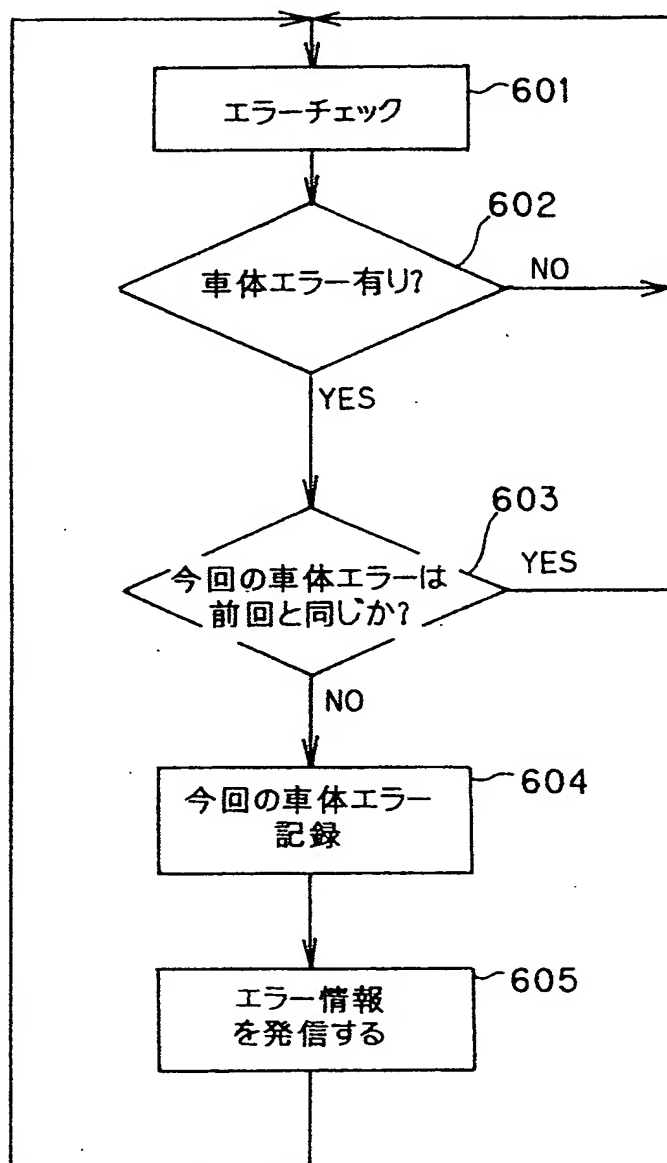 エラーチェック
601
602
車体エラー有り?
NO
YES
603
今回の車体エラーは
前回と同じか?
YES
NO
今回の車体エラー
記録
604
エラー情報
を発信する
605